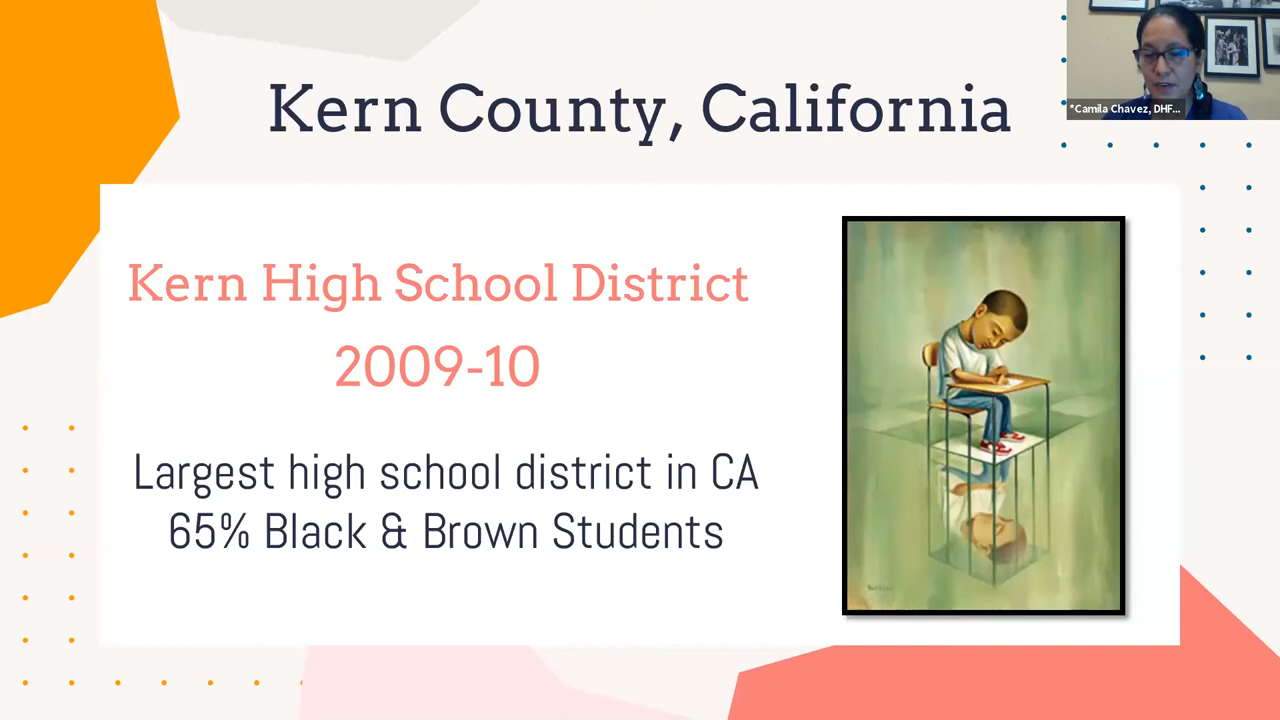 Kern County, California
*Camila Chavez, DHF...
Kern High School District
2009-10
Largest high school district in CA
65% Black & Brown Students